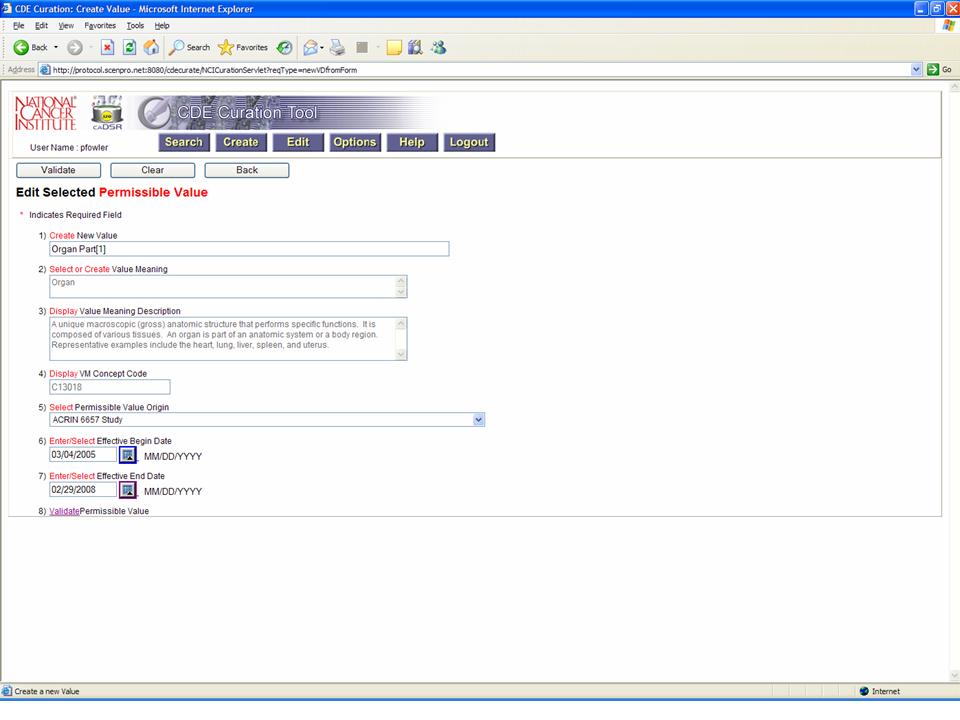 CDE Curation: Create Value - Microsoft Internet Explorer
File Edit View Favorites Tools Help
Back Search Favorites
Address http://protocol.scenpro.net:8080/cdecurate/NCICurationServlet?reqType=newVDfromForm Go
NATIONAL CANCER INSTITUTE
caDSR
CDE Curation Tool
User Name : pfowler
Search Create Edit Options Help Logout
Validate Clear Back
Edit Selected Permissible Value
* Indicates Required Field
1) Create New Value
Organ Part[1]
2) Select or Create Value Meaning
Organ
3) Display Value Meaning Description
A unique macroscopic (gross) anatomic structure that performs specific functions. It is
composed of various tissues. An organ is part of an anatomic system or a body region.
Representative examples include the heart, lung, liver, spleen, and uterus.
4) Display VM Concept Code
C13018
5) Select Permissible Value Origin
ACRIN 6657 Study
6) Enter/Select Effective Begin Date
03/04/2005 MM/DD/YYYY
7) Enter/Select Effective End Date
02/29/2008 MM/DD/YYYY
8) ValidatePermissible Value
Create a new Value Internet